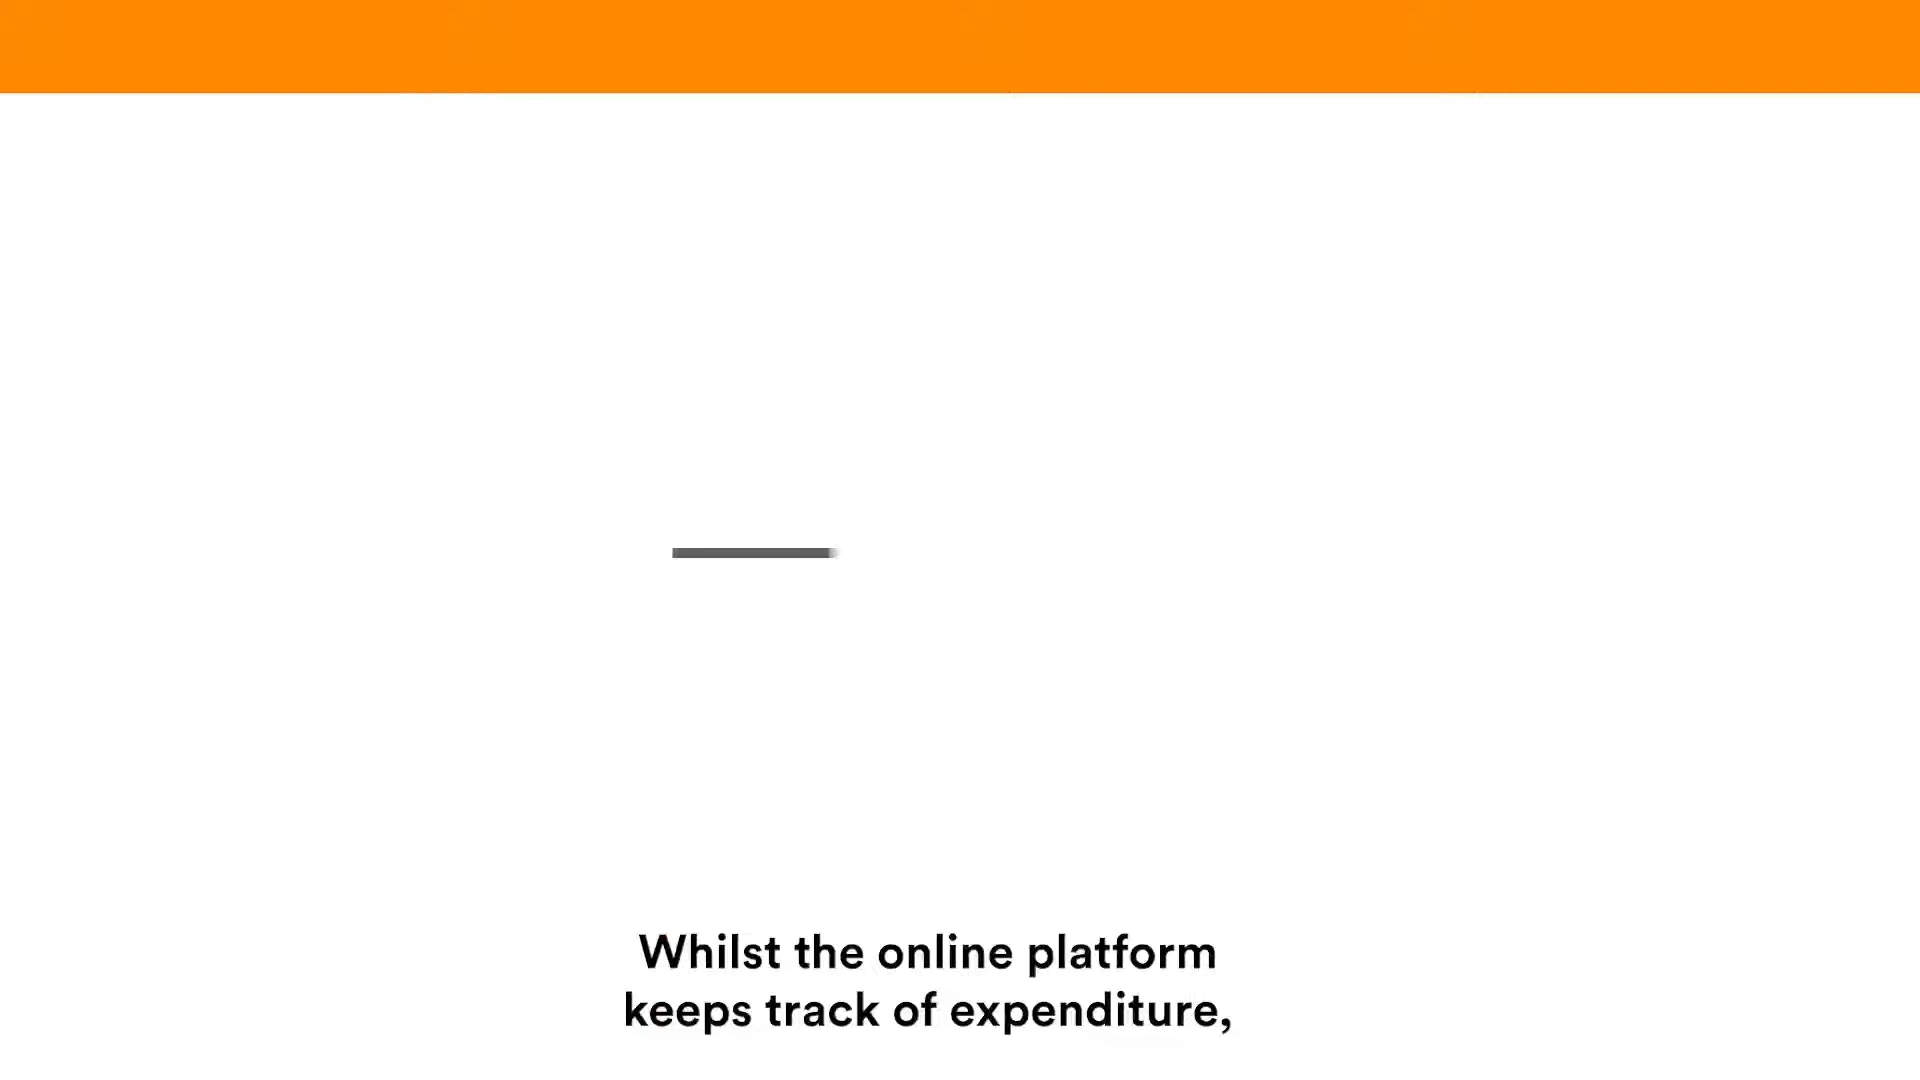 Whilst the online platform
keeps track of expenditure,